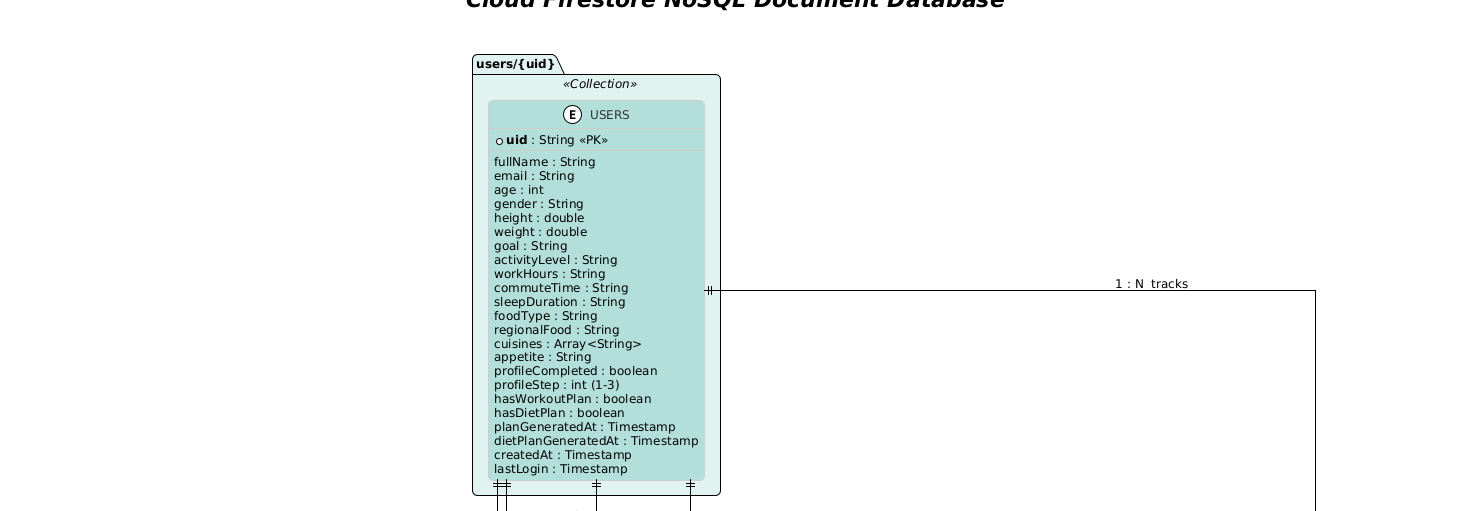 Cloud Firestore NoSQL Document Database
users/{uid}
«Collection»
E USERS
uid : String «PK»
fullName : String
email : String
age : int
gender : String
height : double
weight : double
goal : String
activityLevel : String
workHours : String
commuteTime : String
sleepDuration : String
foodType : String
regionalFood : String
cuisines : Array<String>
appetite : String
profileCompleted : boolean
profileStep : int (1-3)
hasWorkoutPlan : boolean
hasDietPlan : boolean
planGeneratedAt : Timestamp
dietPlanGeneratedAt : Timestamp
createdAt : Timestamp
lastLogin : Timestamp
1 : N  tracks